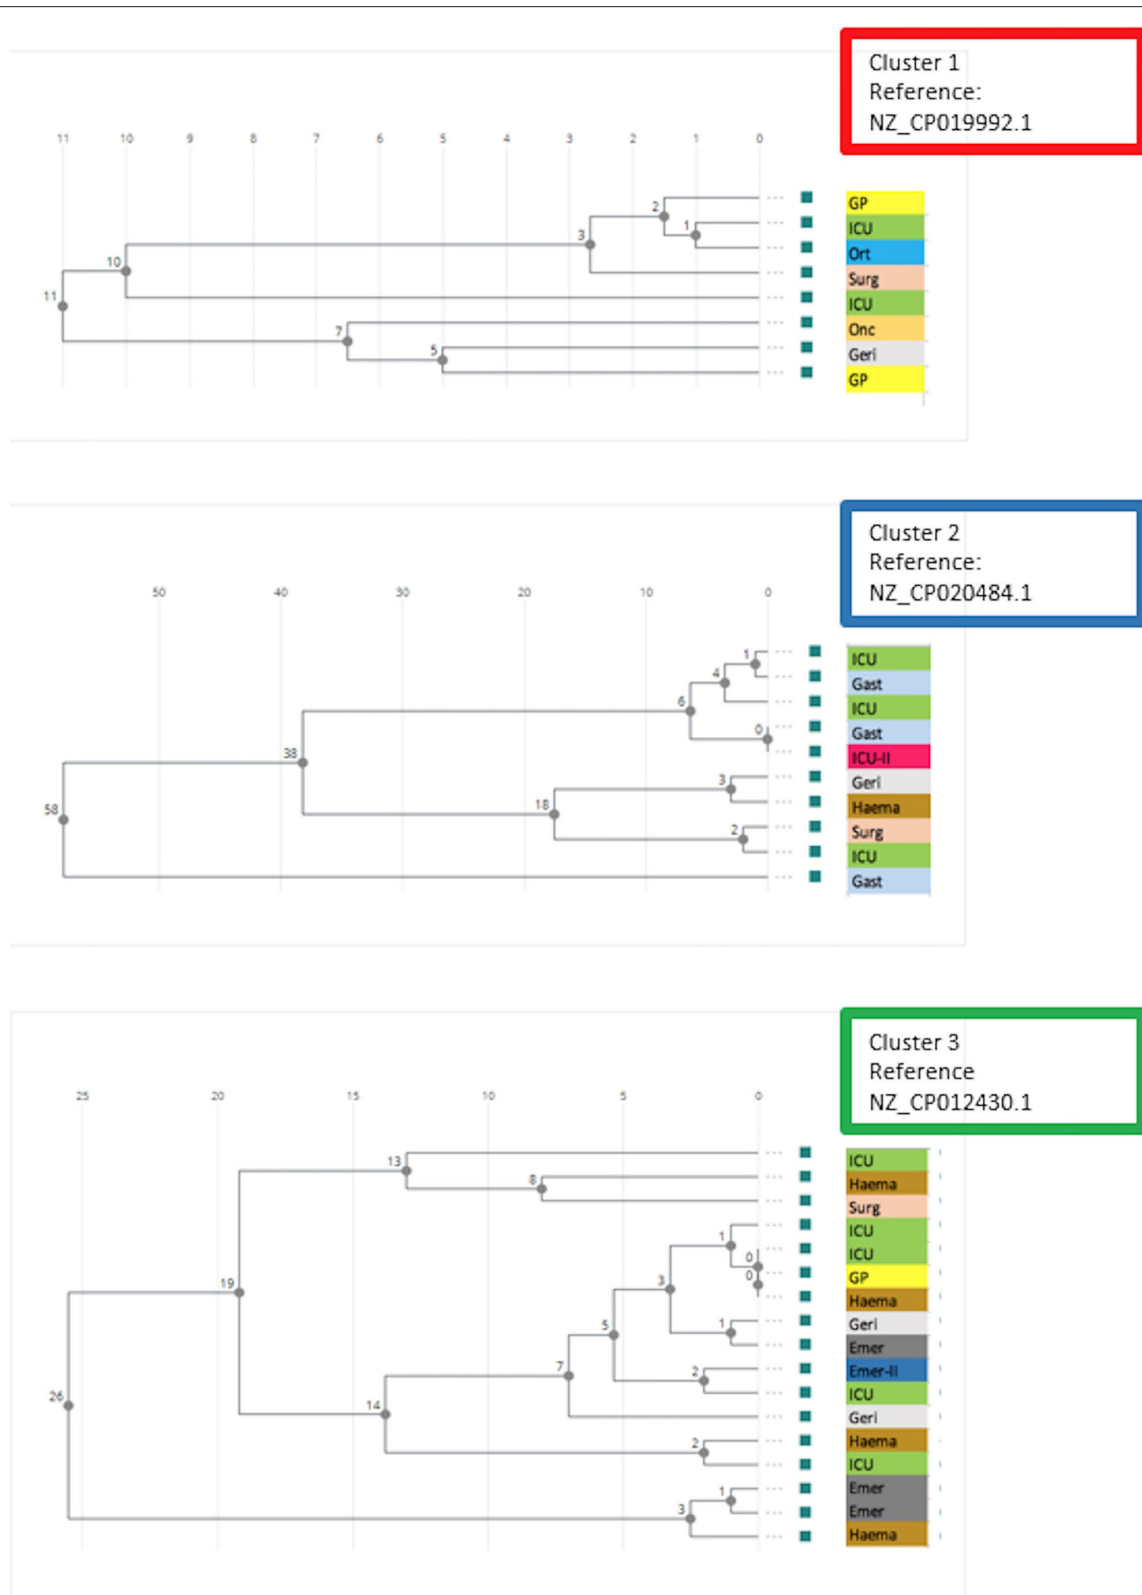 Cluster 1
Reference:
NZ_CP019992.1
11 10 9 8 7 6 5 4 3 2 1 0
2
1
3
10
11
7
5
GP
ICU
Ort
Surg
ICU
Onc
Geri
GP
Cluster 2
Reference:
NZ_CP020484.1
50 40 30 20 10 0
1
4
6
0
38
3
18
58
2
ICU
Gast
ICU
Gast
ICU-II
Geri
Haema
Surg
ICU
Gast
Cluster 3
Reference
NZ_CP012430.1
25 20 15 10 5 0
13
8
1
0
0
3
19
1
5
7
2
26
14
2
1
3
ICU
Haema
Surg
ICU
ICU
GP
Haema
Geri
Emer
Emer-II
ICU
Geri
Haema
ICU
Emer
Emer
Haema